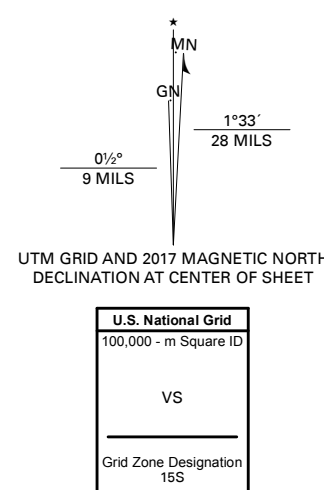 ★
MN
GN
1°33´
28 MILS
0½°
9 MILS
UTM GRID AND 2017 MAGNETIC NORTH
DECLINATION AT CENTER OF SHEET
U.S. National Grid
100,000 - m Square ID
VS
Grid Zone Designation
15S